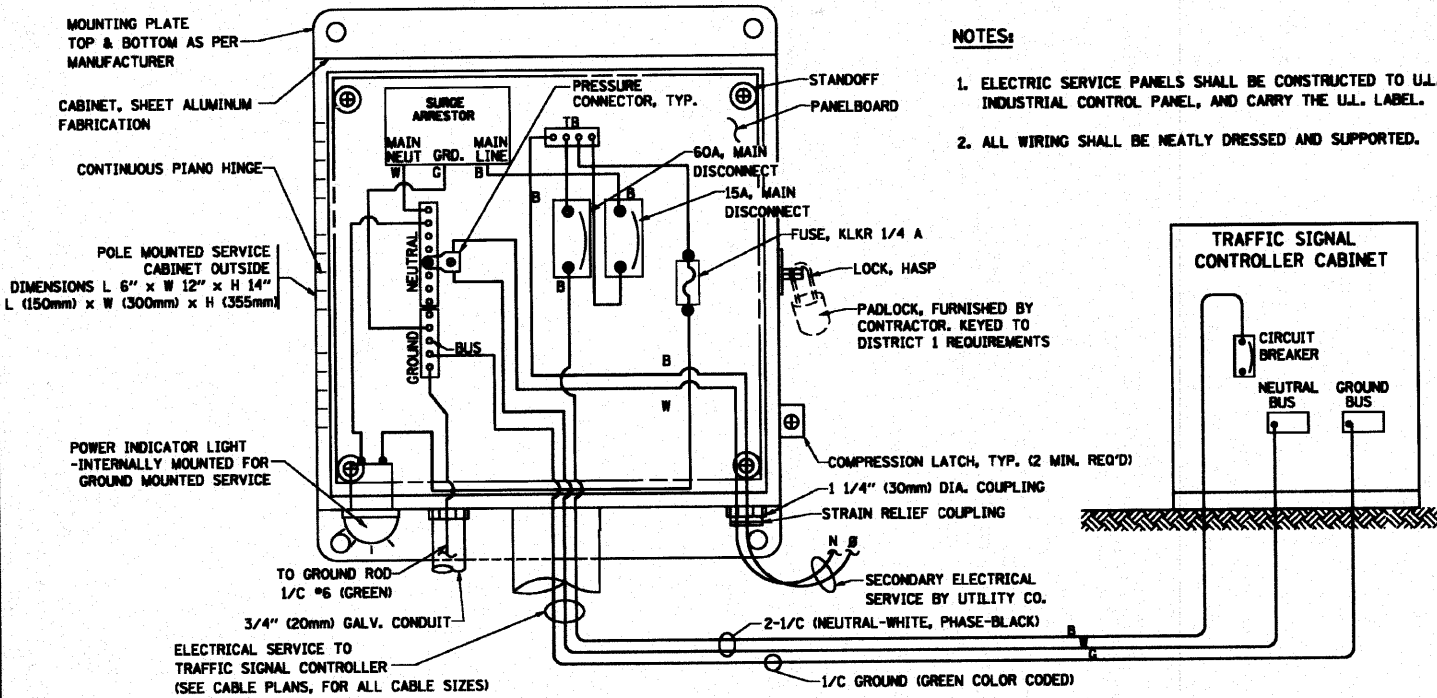 MOUNTING PLATE
TOP & BOTTOM AS PER
MANUFACTURER
CABINET, SHEET ALUMINUM
FABRICATION
CONTINUOUS PIANO HINGE
POLE MOUNTED SERVICE
CABINET OUTSIDE
DIMENSIONS L 6" x W 12" x H 14"
L (150mm) x W (300mm) x H (355mm)
POWER INDICATOR LIGHT
-INTERNALLY MOUNTED FOR
GROUND MOUNTED SERVICE
SURGE
ARRESTOR
MAIN
NEUT
GRD.
MAIN
LINE
W
G
B
PRESSURE
CONNECTOR, TYP.
TB
STANDOFF
PANELBOARD
60A, MAIN
DISCONNECT
15A, MAIN
DISCONNECT
B
B
B
FUSE, KLKR 1/4 A
NEUTRAL
GROUND
BUS
LOCK, HASP
PADLOCK, FURNISHED BY
CONTRACTOR. KEYED TO
DISTRICT 1 REQUIREMENTS
B
W
COMPRESSION LATCH, TYP. (2 MIN. REQ'D)
1 1/4" (30mm) DIA. COUPLING
STRAIN RELIEF COUPLING
N Ø
SECONDARY ELECTRICAL
SERVICE BY UTILITY CO.
TO GROUND ROD
1/C #6 (GREEN)
3/4" (20mm) GALV. CONDUIT
ELECTRICAL SERVICE TO
TRAFFIC SIGNAL CONTROLLER
(SEE CABLE PLANS, FOR ALL CABLE SIZES)
2-1/C (NEUTRAL-WHITE, PHASE-BLACK)
1/C GROUND (GREEN COLOR CODED)
B
W
G
NOTES:
1. ELECTRIC SERVICE PANELS SHALL BE CONSTRUCTED TO U.L.
INDUSTRIAL CONTROL PANEL, AND CARRY THE U.L. LABEL.
2. ALL WIRING SHALL BE NEATLY DRESSED AND SUPPORTED.
TRAFFIC SIGNAL
CONTROLLER CABINET
CIRCUIT
BREAKER
NEUTRAL
BUS
GROUND
BUS